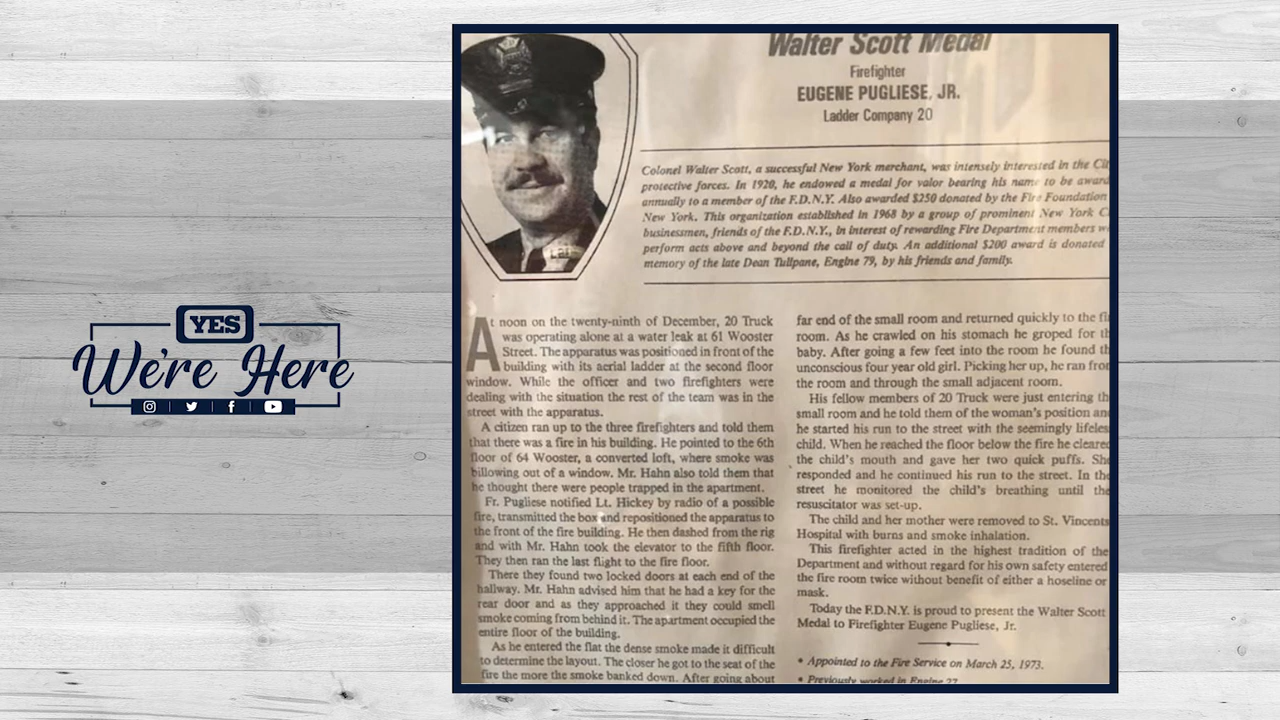 YES
We're Here
Walter Scott Medal
Firefighter
EUGENE PUGLIESE, JR.
Ladder Company 20
Colonel Walter Scott, a successful New York merchant, was intensely interested in the Cit
protective forces. In 1920, he endowed a medal for valor bearing his name to be award
annually to a member of the F.D.N.Y. Also awarded $250 donated by the Fire Foundation
New York. This organization established in 1968 by a group of prominent New York C
businessmen, friends of the F.D.N.Y., in interest of rewarding Fire Department members w
perform acts above and beyond the call of duty. An additional $200 award is donated
memory of the late Dean Tullpane, Engine 79, by his friends and family.
At noon on the twenty-ninth of December, 20 Truck
was operating alone at a water leak at 61 Wooster
Street. The apparatus was positioned in front of the
building with its aerial ladder at the second floor
window. While the officer and two firefighters were
dealing with the situation the rest of the team was in the
street with the apparatus.
A citizen ran up to the three firefighters and told them
that there was a fire in his building. He pointed to the 6th
floor of 64 Wooster, a converted loft, where smoke was
billowing out of a window. Mr. Hahn also told them that
he thought there were people trapped in the apartment.
Fr. Pugliese notified Lt. Hickey by radio of a possible
fire, transmitted the box and repositioned the apparatus to
the front of the fire building. He then dashed from the rig
and with Mr. Hahn took the elevator to the fifth floor.
They then ran the last flight to the fire floor.
There they found two locked doors at each end of the
hallway. Mr. Hahn advised him that he had a key for the
rear door and as they approached it they could smell
smoke coming from behind it. The apartment occupied the
entire floor of the building.
As he entered the flat the dense smoke made it difficult
to determine the layout. The closer he got to the seat of the
fire the more the smoke banked down. After going about
far end of the small room and returned quickly to the fi
room. As he crawled on his stomach he groped for th
baby. After going a few feet into the room he found th
unconscious four year old girl. Picking her up, he ran from
the room and through the small adjacent room.
His fellow members of 20 Truck were just entering th
small room and he told them of the woman's position and
he started his run to the street with the seemingly lifeles
child. When he reached the floor below the fire he cleare
the child's mouth and gave her two quick puffs. She
responded and he continued his run to the street. In the
street he monitored the child's breathing until the
resuscitator was set-up.
The child and her mother were removed to St. Vincents
Hospital with burns and smoke inhalation.
This firefighter acted in the highest tradition of the
Department and without regard for his own safety entered
the fire room twice without benefit of either a hoseline or
mask.
Today the F.D.N.Y. is proud to present the Walter Scott
Medal to Firefighter Eugene Pugliese, Jr.
• Appointed to the Fire Service on March 25, 1973.
• Previously worked in Engine